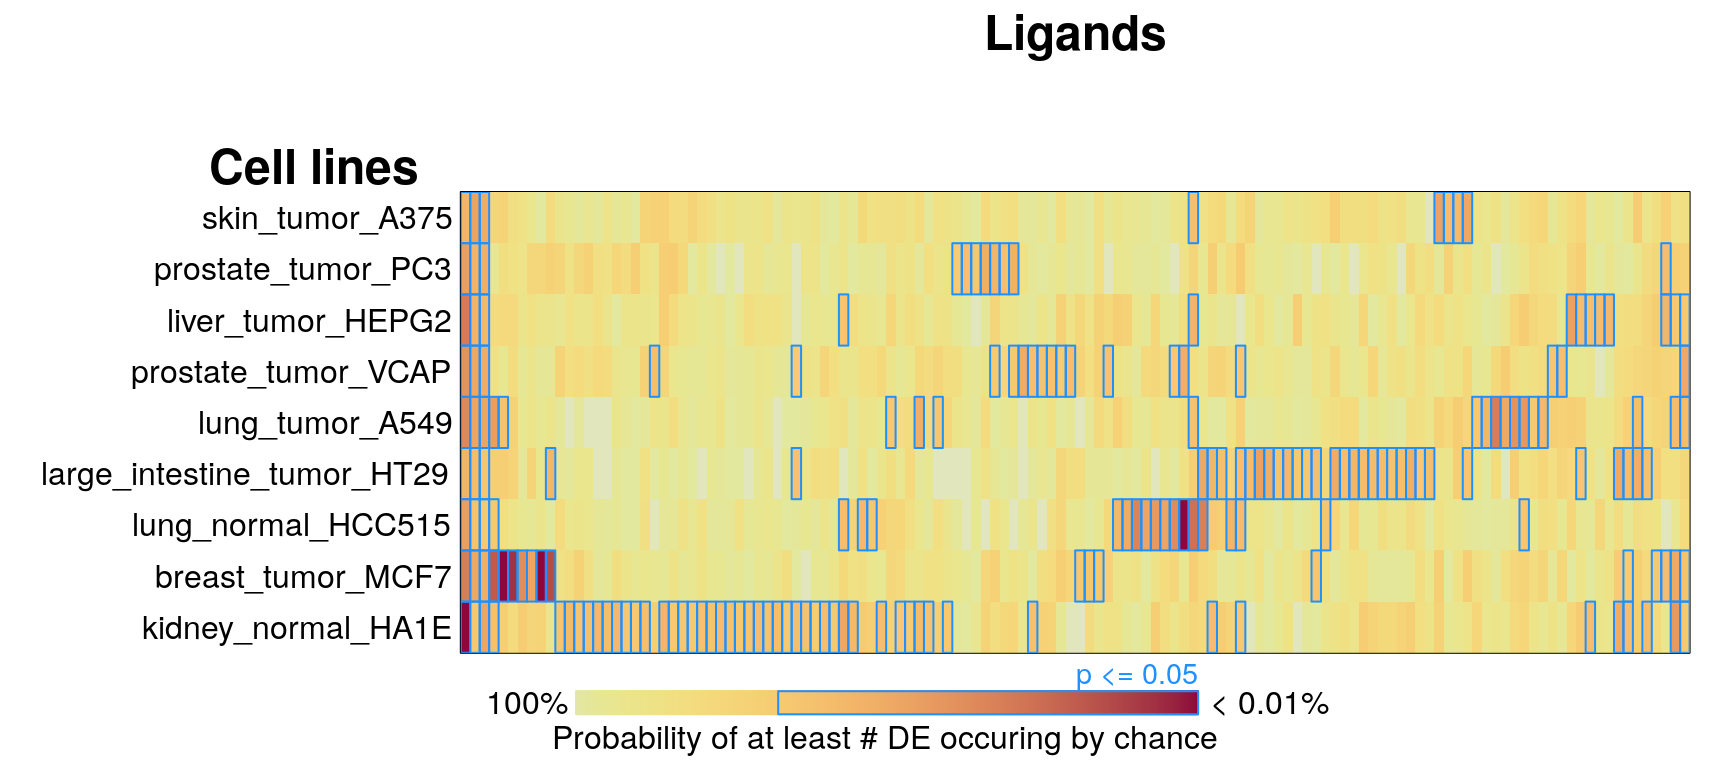 Ligands
Cell lines
skin_tumor_A375
prostate_tumor_PC3
liver_tumor_HEPG2
prostate_tumor_VCAP
lung_tumor_A549
large_intestine_tumor_HT29
lung_normal_HCC515
breast_tumor_MCF7
kidney_normal_HA1E
p <= 0.05
100% < 0.01%
Probability of at least # DE occuring by chance